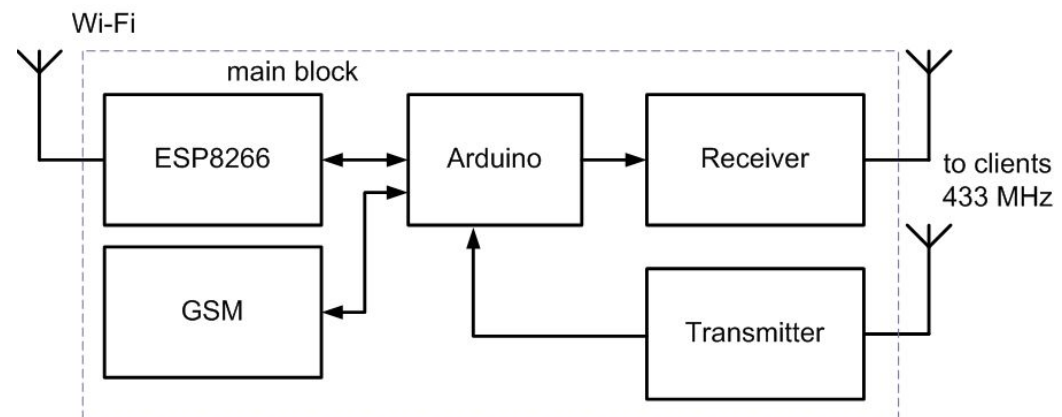 Wi-Fi
main block
ESP8266
Arduino
Receiver
to clients
433 MHz
GSM
Transmitter